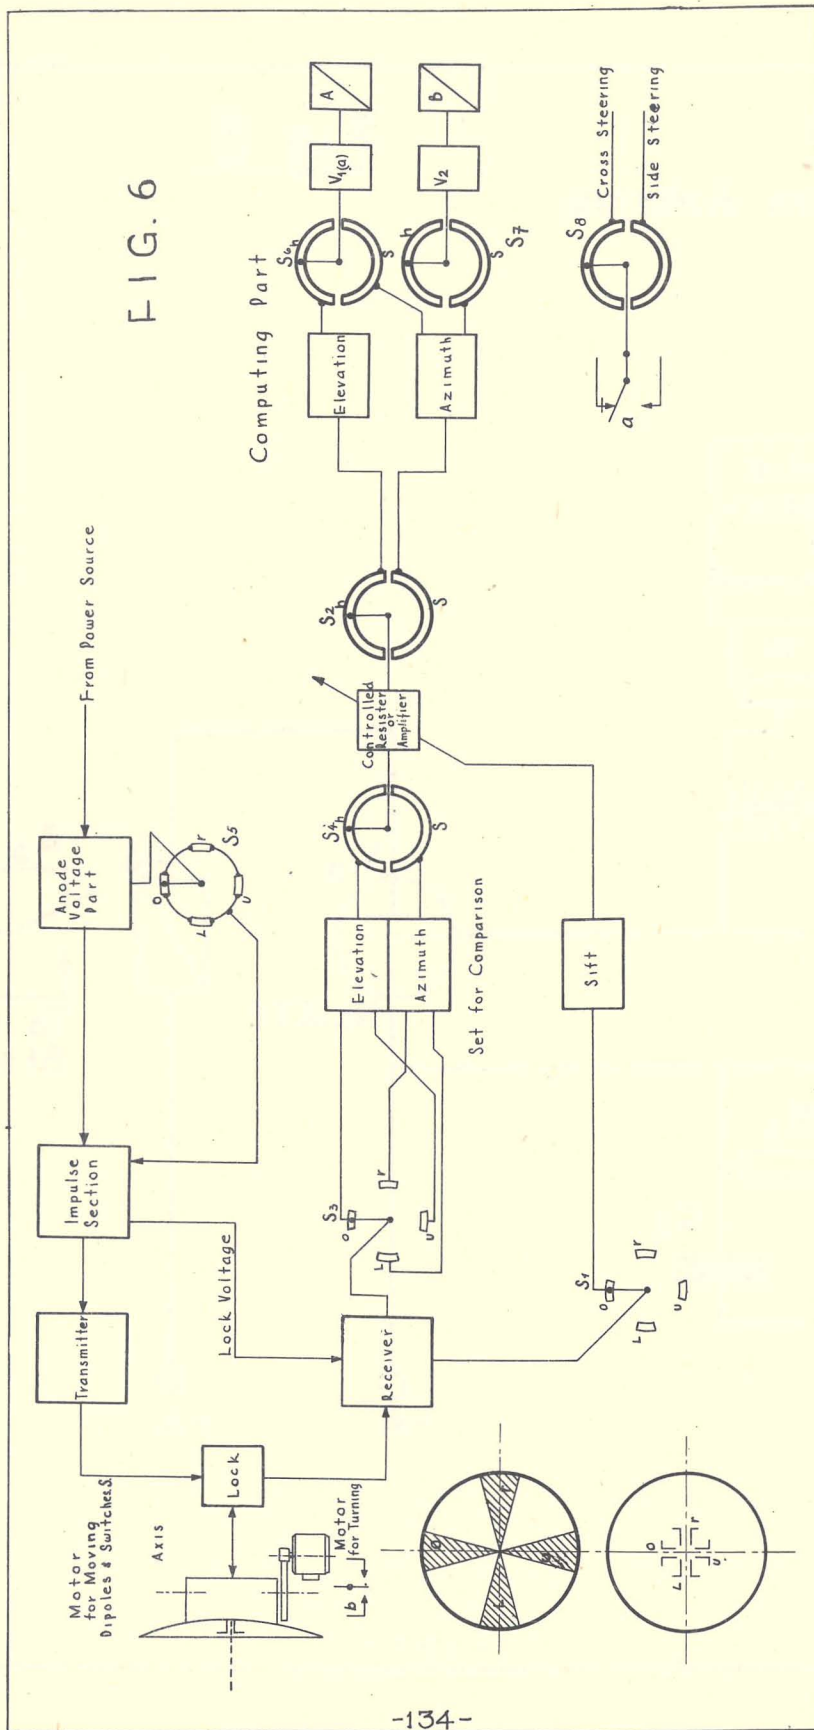 FIG. 6
Motor
for Moving
Dipoles & Switches S.
Axis
b
Motor
for Turning
Lock
Transmitter
Impulse
Section
Lock Voltage
Receiver
Anode
Voltage
Part
From Power Source
O
r
L
U
S5
S3
O
r
L
U
S1
O
r
L
U
Elevation
Azimuth
Set for Comparison
Sift
S4
h
S
Controlled
Resister
or
Amplifier
S2
h
S
Computing Part
Elevation
Azimuth
S6
h
S
V1(a)
A
h
S
S7
V2
B
S8
Cross Steering
Side Steering
a
O
r
L
O
r
L
U
-134-